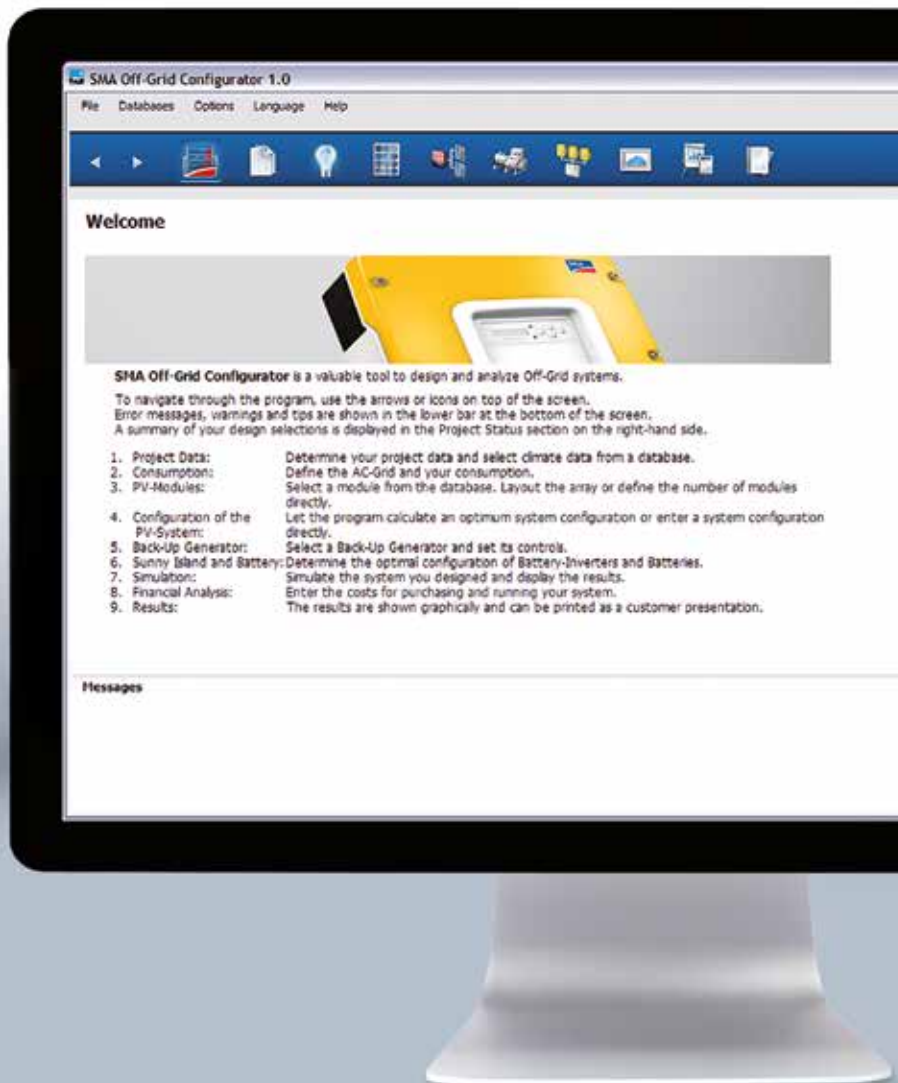 SMA Off-Grid Configurator 1.0
File Databases Options Language Help
Welcome
SMA
SMA Off-Grid Configurator is a valuable tool to design and analyze Off-Grid systems.
To navigate through the program, use the arrows or icons on top of the screen.
Error messages, warnings and tips are shown in the lower bar at the bottom of the screen.
A summary of your design selections is displayed in the Project Status section on the right-hand side.
1. Project Data: Determine your project data and select climate data from a database.
2. Consumption: Define the AC-Grid and your consumption.
3. PV-Modules: Select a module from the database. Layout the array or define the number of modules
directly.
4. Configuration of the Let the program calculate an optimum system configuration or enter a system configuration
PV-System: directly.
5. Back-Up Generator: Select a Back-Up Generator and set its controls.
6. Sunny Island and Battery: Determine the optimal configuration of Battery-Inverters and Batteries.
7. Simulation: Simulate the system you designed and display the results.
8. Financial Analysis: Enter the costs for purchasing and running your system.
9. Results: The results are shown graphically and can be printed as a customer presentation.
Messages